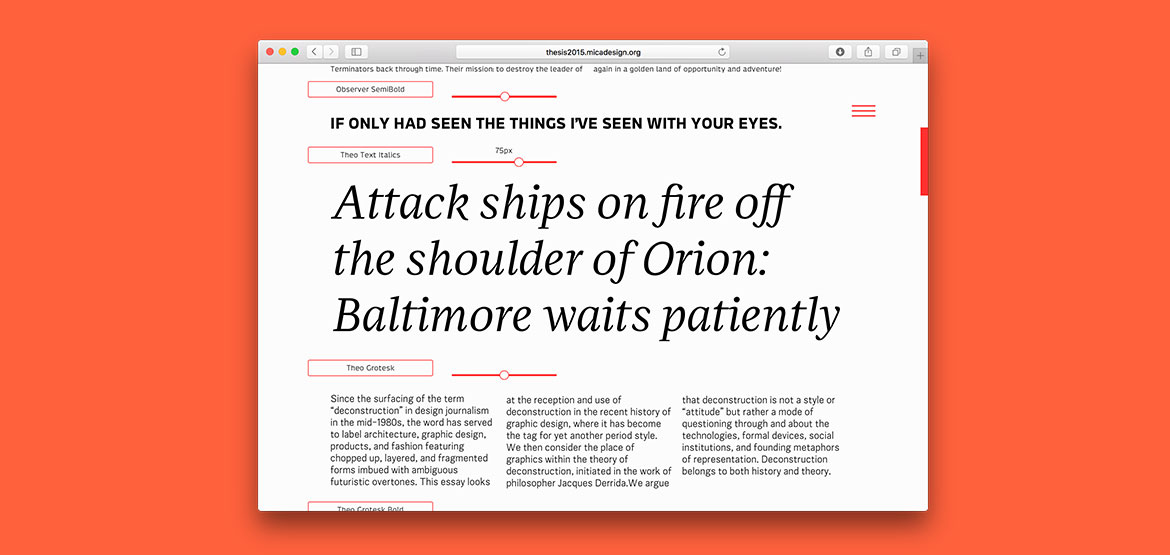 thesis2015.micadesign.org
Terminators back through time. Their mission: to destroy the leader of
again in a golden land of opportunity and adventure!
Observer SemiBold
IF ONLY HAD SEEN THE THINGS I'VE SEEN WITH YOUR EYES.
Theo Text Italics
75px
Attack ships on fire off
the shoulder of Orion:
Baltimore waits patiently
Theo Grotesk
Since the surfacing of the term
“deconstruction” in design journalism
in the mid-1980s, the word has served
to label architecture, graphic design,
products, and fashion featuring
chopped up, layered, and fragmented
forms imbued with ambiguous
futuristic overtones. This essay looks
at the reception and use of
deconstruction in the recent history of
graphic design, where it has become
the tag for yet another period style.
We then consider the place of
graphics within the theory of
deconstruction, initiated in the work of
philosopher Jacques Derrida.We argue
that deconstruction is not a style or
“attitude” but rather a mode of
questioning through and about the
technologies, formal devices, social
institutions, and founding metaphors
of representation. Deconstruction
belongs to both history and theory.
Theo Grotesk Bold